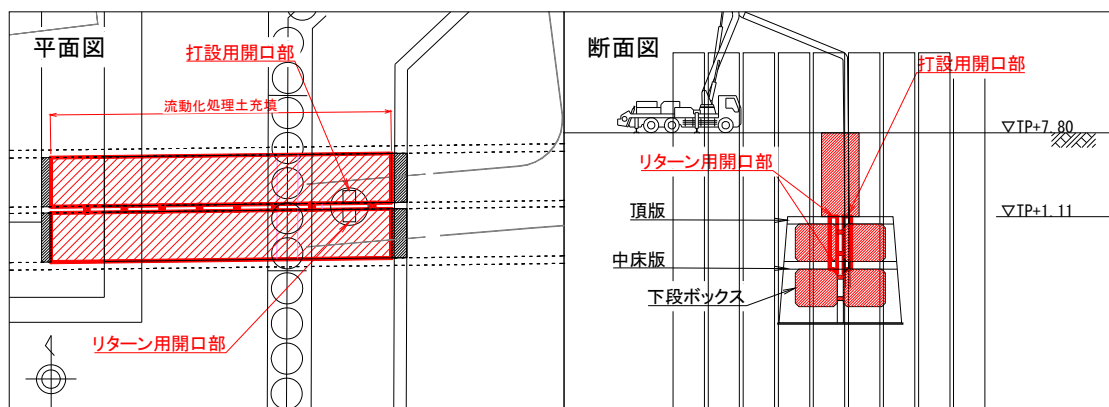 平面図
打設用開口部
流動化処理土充填
リターン用開口部
断面図
打設用開口部
▽TP+7.80
リターン用開口部
頂版
▽TP+1.11
中床版
下段ボックス